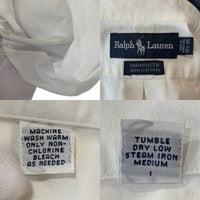 Ralph Lauren
YARMOUTH
100% COTTON
MACHINE
WASH WARM
ONLY NON-
CHLORINE
BLEACH
AS NEEDED
TUMBLE
DRY LOW
STEAM IRON
MEDIUM
1